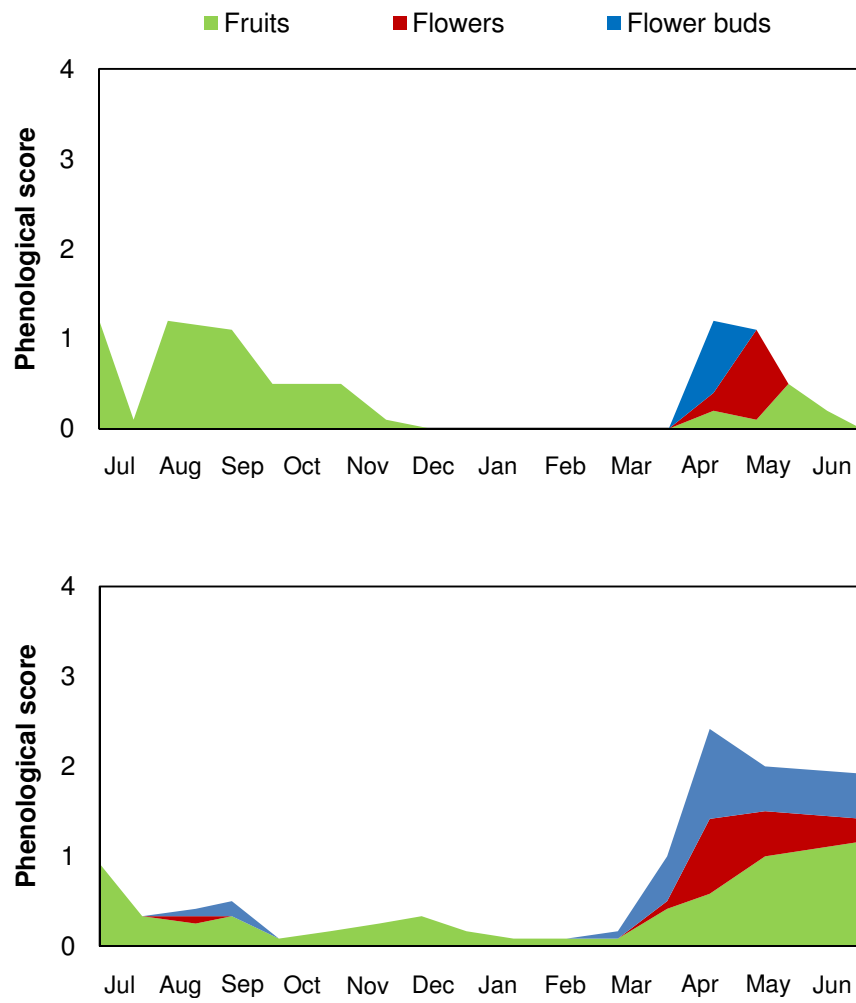 Fruits Flowers Flower buds
Phenological score
4
3
2
1
0
Jul Aug Sep Oct Nov Dec Jan Feb Mar Apr May Jun
Phenological score
4
3
2
1
0
Jul Aug Sep Oct Nov Dec Jan Feb Mar Apr May Jun